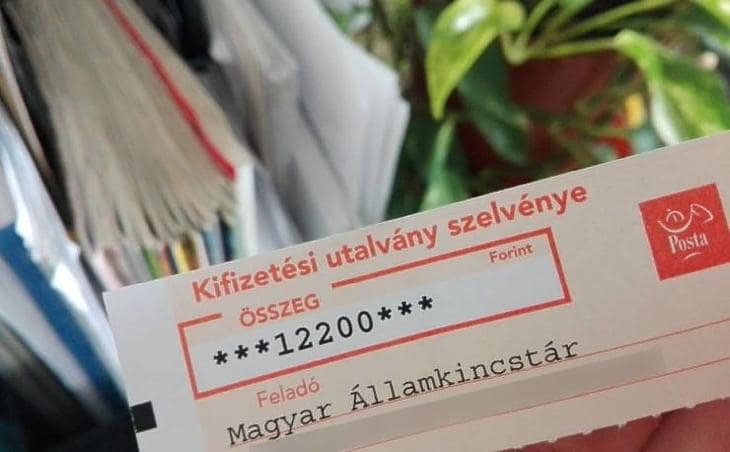 Kifizetési utalvány szelvénye
Posta
ÖSSZEG
Forint
***12200***
Feladó
Magyar Államkincstár